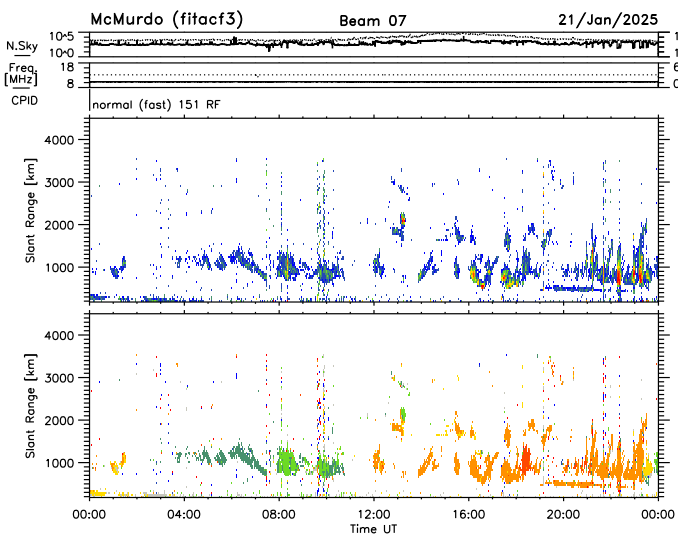 McMurdo (fitacf3) Beam 07 21/Jan/2025
N.Sky 10^5 10^0
Freq. [MHz] 18 8
CPID normal (fast) 151 RF
Slant Range [km] 4000 3000 2000 1000
Slant Range [km] 4000 3000 2000 1000
00:00 04:00 08:00 12:00 16:00 20:00 00:00
Time UT